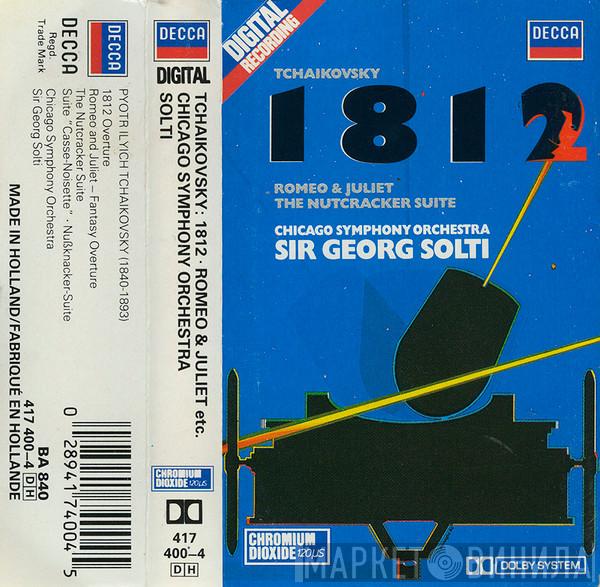 DECCA
Regd.
Trade Mark
DECCA
PYOTR ILYICH TCHAIKOVSKY (1840-1893)
1812 Overture
Romeo and Juliet – Fantasy Overture
The Nutcracker Suite
Suite "Casse-Noisette" · Nußknacker-Suite
Chicago Symphony Orchestra
Sir Georg Solti
MADE IN HOLLAND/FABRIQUÉ EN HOLLANDE
BA 840
417 400-4 DH
0 28941 74004 5
DECCA
DIGITAL
TCHAIKOVSKY: 1812 · ROMEO & JULIET etc.
CHICAGO SYMPHONY ORCHESTRA
SOLTI
CHROMIUM
DIOXIDE 120µS
417
400-4
DH
DIGITAL
RECORDING
DECCA
TCHAIKOVSKY
1812
ROMEO & JULIET
THE NUTCRACKER SUITE
CHICAGO SYMPHONY ORCHESTRA
SIR GEORG SOLTI
CHROMIUM
DIOXIDE 120µS
DOLBY SYSTEM
МАРКЕТ ВИНИЛА